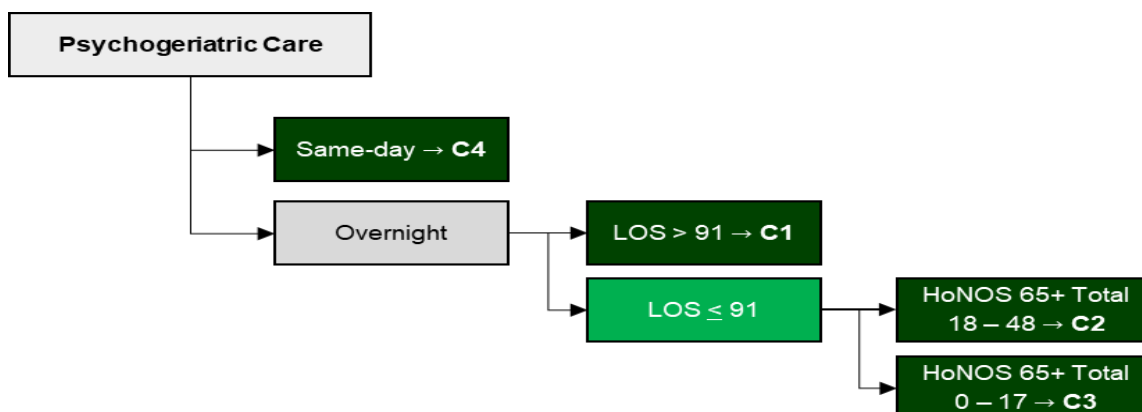 Psychogeriatric Care
Same-day → C4
Overnight
LOS > 91 → C1
LOS ≤ 91
HoNOS 65+ Total
18 – 48 → C2
HoNOS 65+ Total
0 – 17 → C3